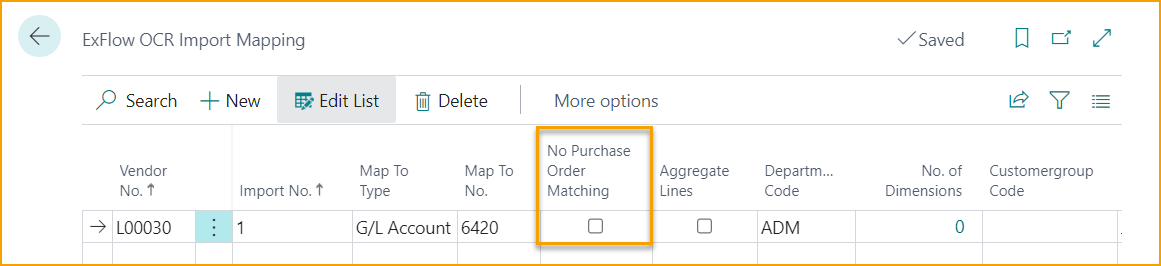 ExFlow OCR Import Mapping
Saved
Search
New
Edit List
Delete
More options
Vendor
No. ↑
Import No. ↑
Map To
Type
Map To
No.
No Purchase
Order
Matching
Aggregate
Lines
Departm...
Code
No. of
Dimensions
Customergroup
Code
L00030
1
G/L Account
6420
ADM
0